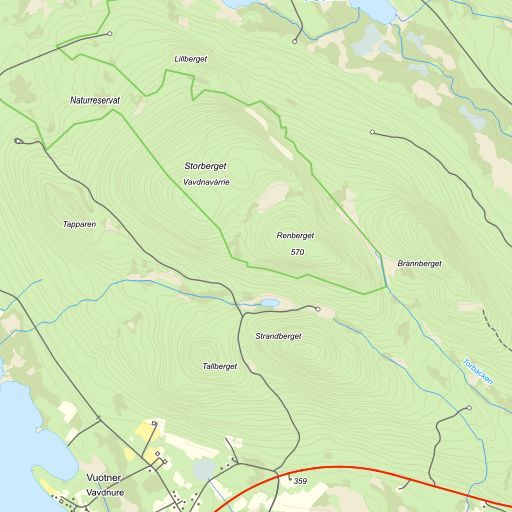 Lillberget
Naturreservat
Storberget
Vavdnavárrie
Tapparen
Renberget
570
Brännberget
Strandberget
Tallberget
Torbäcken
Vuotner
Vavdnure
359